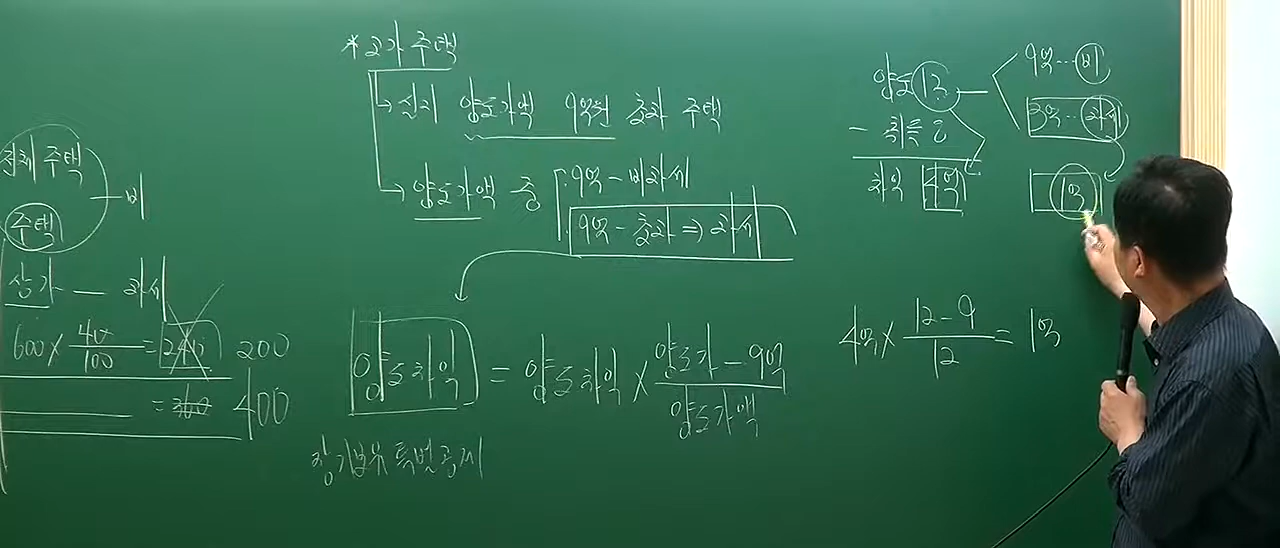 * 고가 주택
→ 실지 양도가액 9억원 초과 주택
→ 양도가액 중
9억 - 비과세
9억 - 초과 ⇒ 과세
양도차익 = 양도차익 × 양도가 - 9억 / 양도가액
장기보유 특별공제
주택 비
주택
상가 — 과세
600 × 40/100 = 240 200
= 360 400
양도 12
9억 ... 비
3억 ... 과세
- 취득 8
차익 4억
1억
4억 × 12 - 9 / 12 = 1억